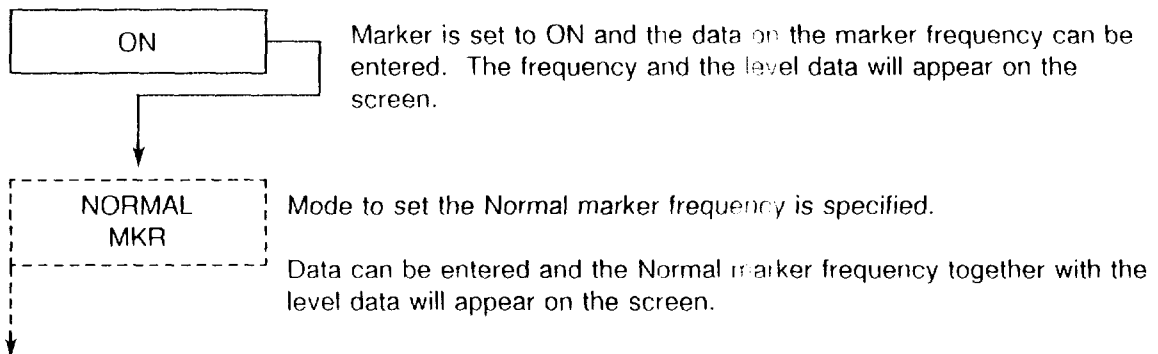 ON
Marker is set to ON and the data on the marker frequency can be
entered. The frequency and the level data will appear on the
screen.
NORMAL
MKR
Mode to set the Normal marker frequency is specified.
Data can be entered and the Normal marker frequency together with the
level data will appear on the screen.